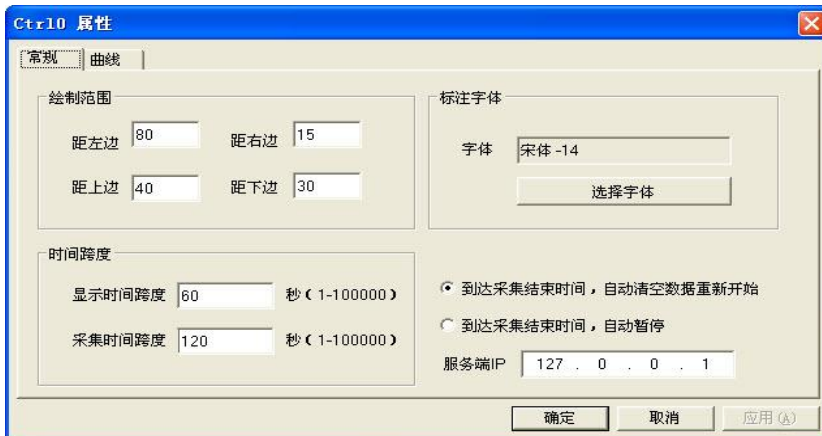 Ctrl0 属性
常规 曲线
绘制范围
距左边 80 距右边 15
距上边 40 距下边 30
标注字体
字体 宋体 -14
选择字体
时间跨度
显示时间跨度 60 秒(1-100000)
采集时间跨度 120 秒(1-100000)
到达采集结束时间，自动清空数据重新开始
到达采集结束时间，自动暂停
服务端IP 127 . 0 . 0 . 1
确定 取消 应用(A)